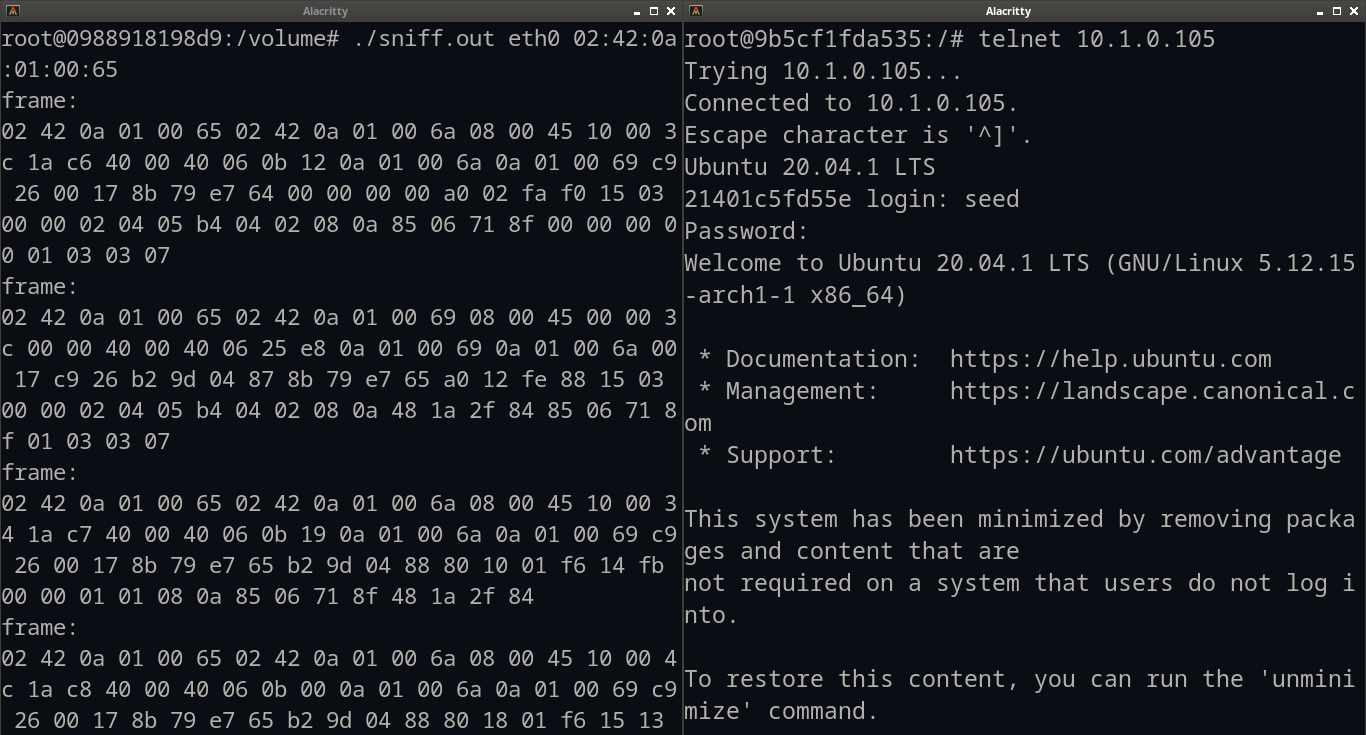 Alacritty
root@0988918198d9:/volume# ./sniff.out eth0 02:42:0a
:01:00:65
frame:
02 42 0a 01 00 65 02 42 0a 01 00 6a 08 00 45 10 00 3
c 1a c6 40 00 40 06 0b 12 0a 01 00 6a 0a 01 00 69 c9
26 00 17 8b 79 e7 64 00 00 00 00 a0 02 fa f0 15 03
00 00 02 04 05 b4 04 02 08 0a 85 06 71 8f 00 00 00 0
0 01 03 03 07
frame:
02 42 0a 01 00 65 02 42 0a 01 00 69 08 00 45 00 00 3
c 00 00 40 00 40 06 25 e8 0a 01 00 69 0a 01 00 6a 00
17 c9 26 b2 9d 04 87 8b 79 e7 65 a0 12 fe 88 15 03
00 00 02 04 05 b4 04 02 08 0a 48 1a 2f 84 85 06 71 8
f 01 03 03 07
frame:
02 42 0a 01 00 65 02 42 0a 01 00 6a 08 00 45 10 00 3
4 1a c7 40 00 40 06 0b 19 0a 01 00 6a 0a 01 00 69 c9
26 00 17 8b 79 e7 65 b2 9d 04 88 80 10 01 f6 14 fb
00 00 01 01 08 0a 85 06 71 8f 48 1a 2f 84
frame:
02 42 0a 01 00 65 02 42 0a 01 00 6a 08 00 45 10 00 4
c 1a c8 40 00 40 06 0b 00 0a 01 00 6a 0a 01 00 69 c9
26 00 17 8b 79 e7 65 b2 9d 04 88 80 18 01 f6 15 13
Alacritty
root@9b5cf1fda535:/# telnet 10.1.0.105
Trying 10.1.0.105...
Connected to 10.1.0.105.
Escape character is '^]'.
Ubuntu 20.04.1 LTS
21401c5fd55e login: seed
Password:
Welcome to Ubuntu 20.04.1 LTS (GNU/Linux 5.12.15
-arch1-1 x86_64)
* Documentation:  https://help.ubuntu.com
* Management:     https://landscape.canonical.c
om
* Support:        https://ubuntu.com/advantage
This system has been minimized by removing packa
ges and content that are
not required on a system that users do not log i
nto.
To restore this content, you can run the 'unmini
mize' command.